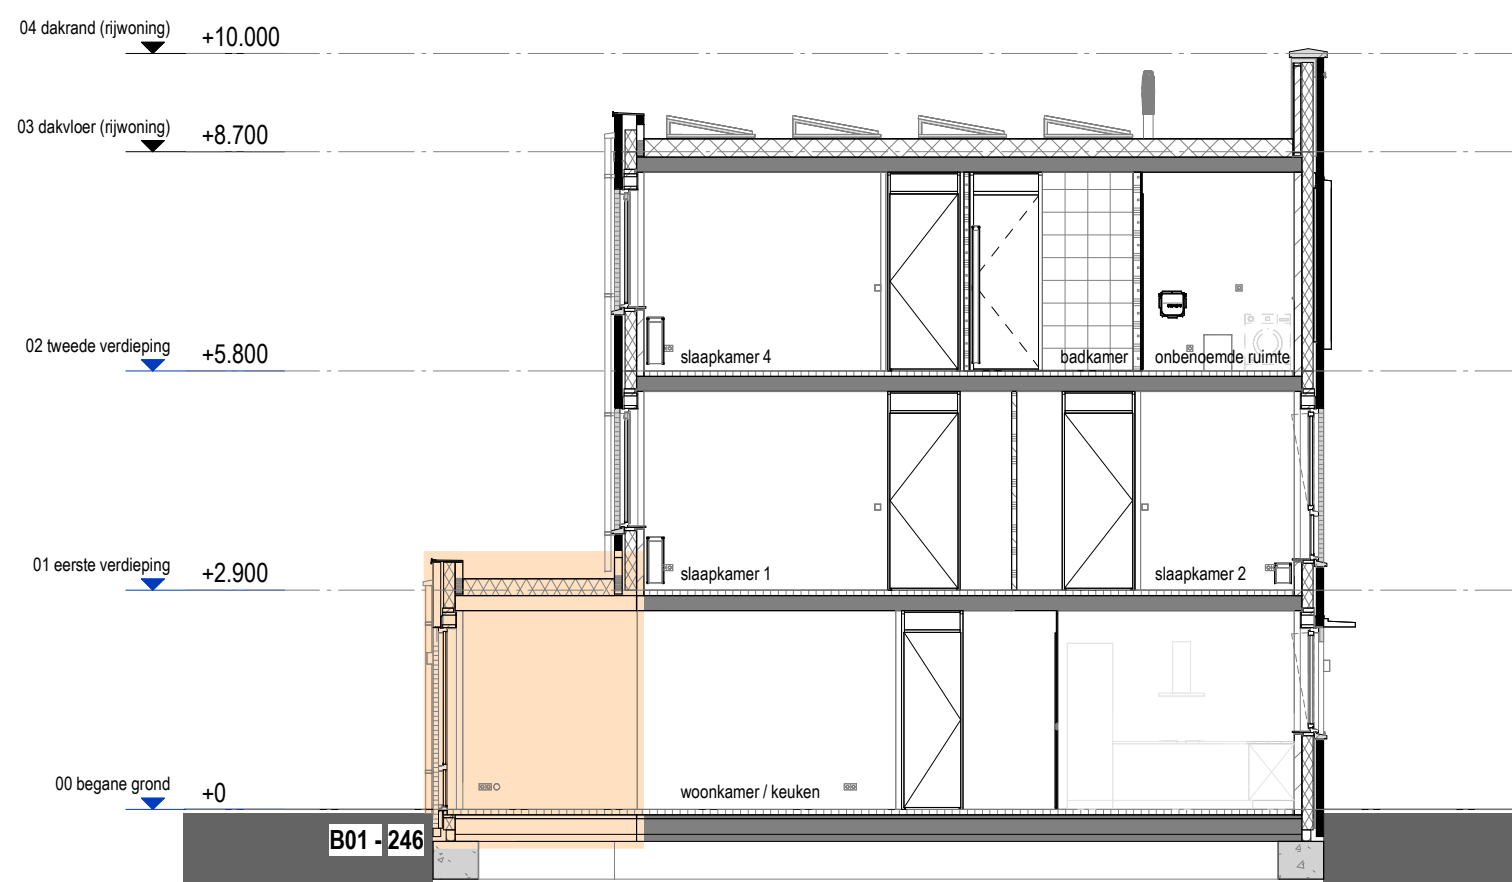 04 dakrand (rijwoning) +10.000
03 dakvloer (rijwoning) +8.700
02 tweede verdieping +5.800
slaapkamer 4 badkamer onbenoemde ruimte
01 eerste verdieping +2.900
slaapkamer 1 slaapkamer 2
00 begane grond +0
woonkamer / keuken
B01 - 246